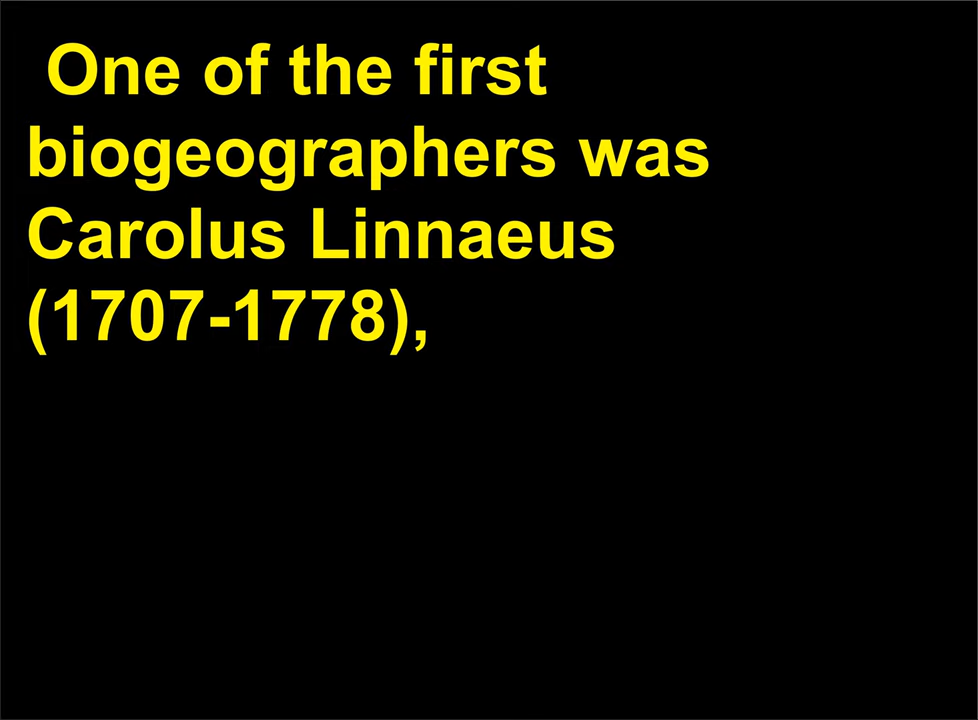 One of the first
biogeographers was
Carolus Linnaeus
(1707-1778),